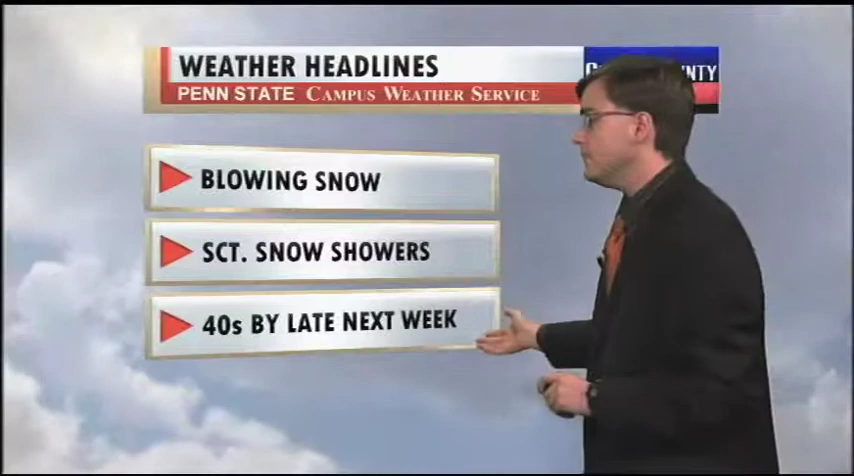 WEATHER HEADLINES
PENN STATE CAMPUS WEATHER SERVICE
BLOWING SNOW
SCT. SNOW SHOWERS
40s BY LATE NEXT WEEK